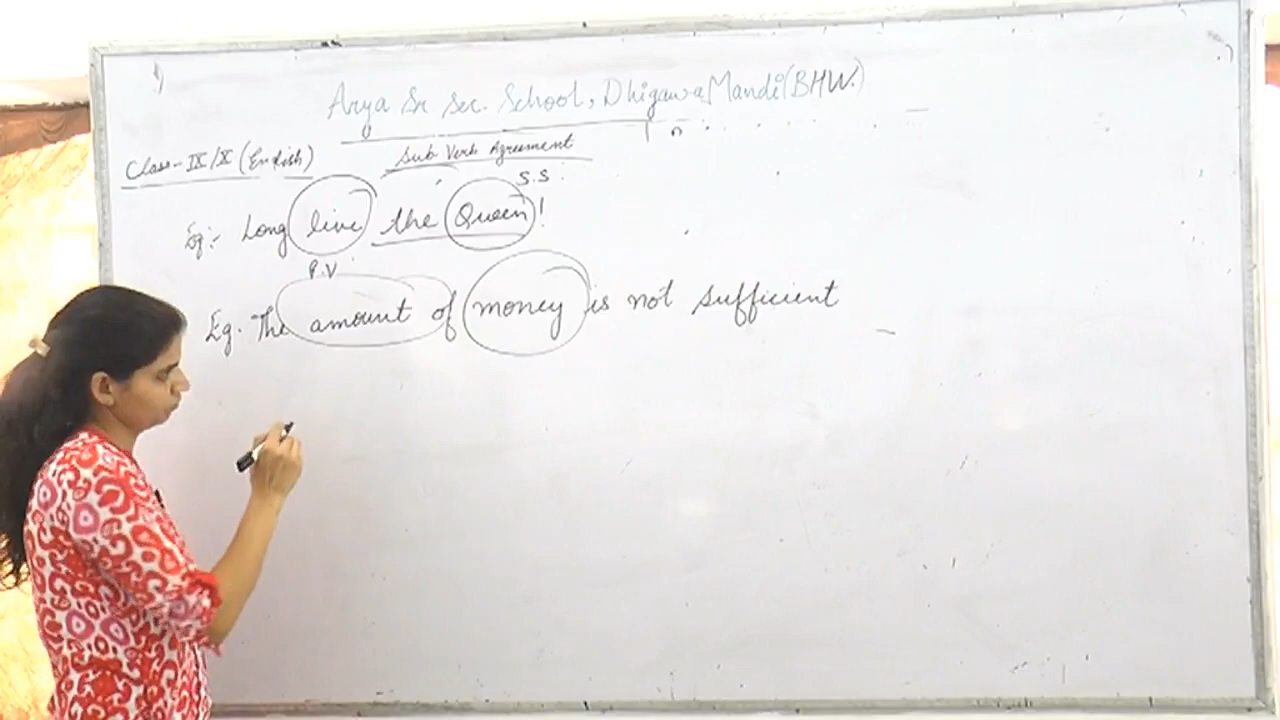 Arya Sr Sec. School, Dhigawa Mandi (BHW.)
Class-IX/X (English)
Sub Verb Agreement
S.S
Eg:- Long live the Queen!
P.V
Eg. The amount of money is not sufficient